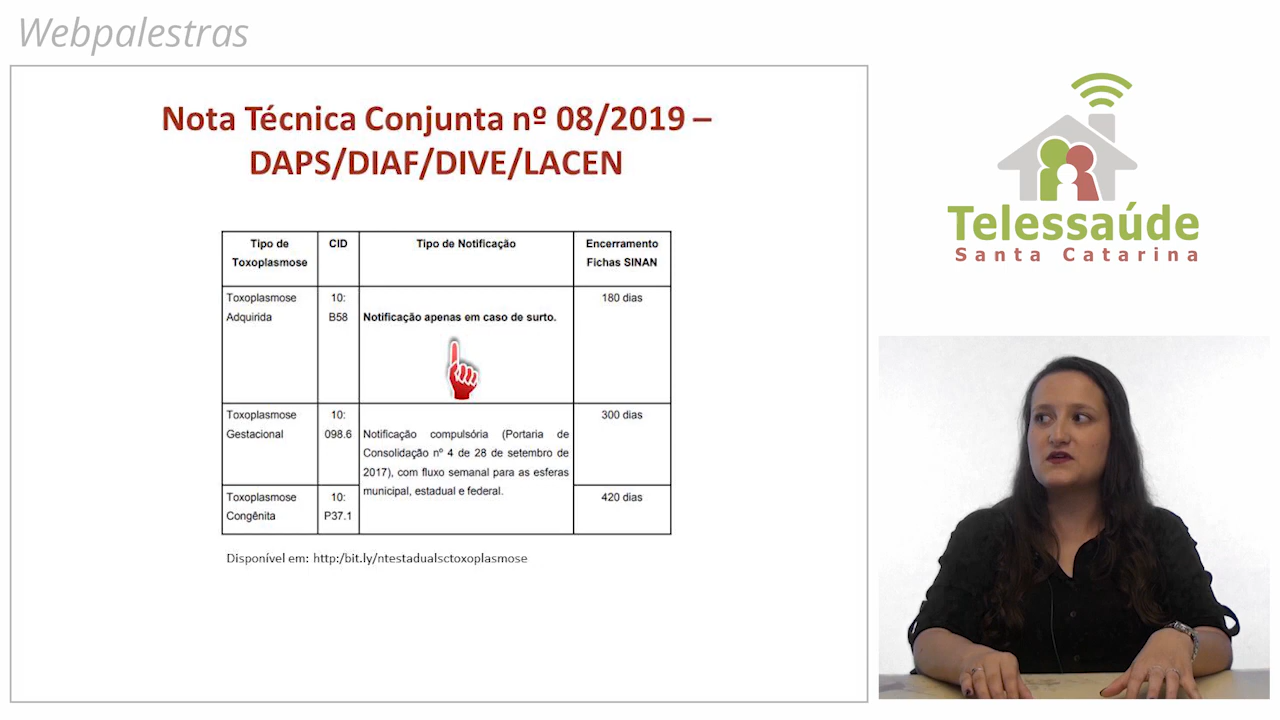 Webpalestras
Nota Técnica Conjunta nº 08/2019 –
DAPS/DIAF/DIVE/LACEN
Tipo de
Toxoplasmose
CID
Tipo de Notificação
Encerramento
Fichas SINAN
Toxoplasmose
Adquirida
10:
B58
Notificação apenas em caso de surto.
180 dias
Toxoplasmose
Gestacional
10:
098.6
Notificação compulsória (Portaria de
Consolidação nº 4 de 28 de setembro de
2017), com fluxo semanal para as esferas
municipal, estadual e federal.
300 dias
Toxoplasmose
Congênita
10:
P37.1
420 dias
Disponível em: http:/bit.ly/ntestadualsctoxoplasmose
Telessaúde
Santa Catarina